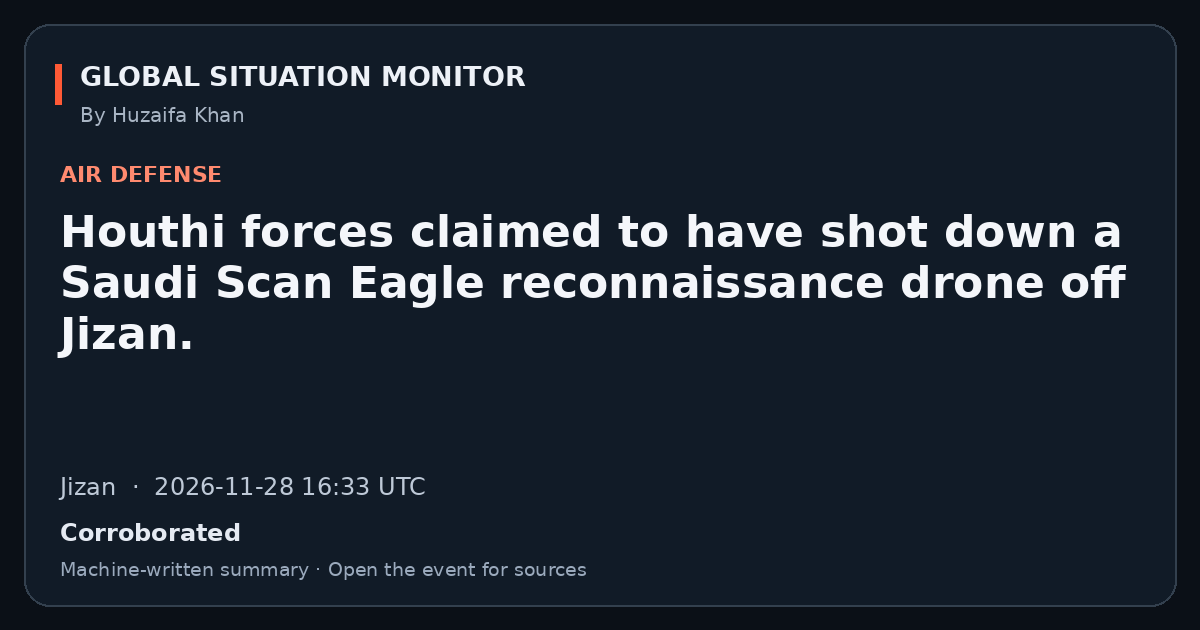 GLOBAL SITUATION MONITOR
By Huzaifa Khan
AIR DEFENSE
Houthi forces claimed to have shot down a
Saudi Scan Eagle reconnaissance drone off
Jizan.
Jizan · 2026-11-28 16:33 UTC
Corroborated
Machine-written summary · Open the event for sources